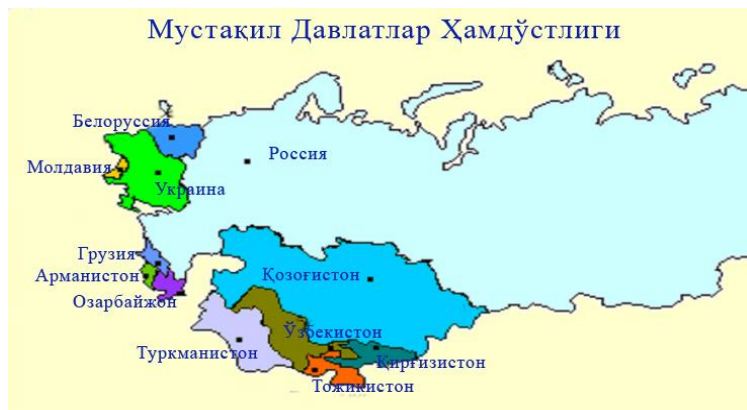 Мустақил Давлатлар Ҳамдўстлиги
Белоруссия
Россия
Молдавия
Украина
Грузия
Арманистон
Қозоғистон
Озарбайжон
Ўзбекистон
Туркманистон
Қирғизистон
Тожикистон